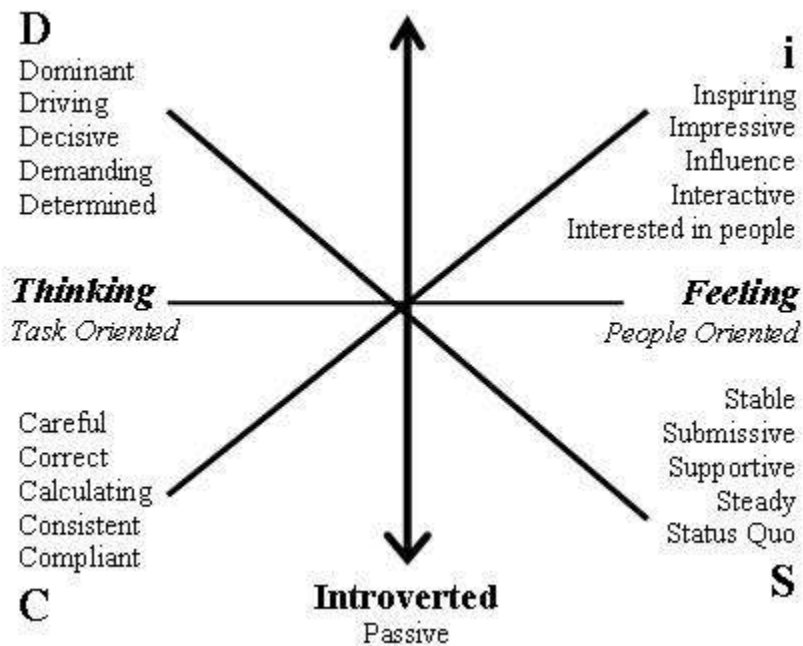 D
Dominant
Driving
Decisive
Demanding
Determined
i
Inspiring
Impressive
Influence
Interactive
Interested in people
Thinking
Task Oriented
Feeling
People Oriented
Careful
Correct
Calculating
Consistent
Compliant
C
Stable
Submissive
Supportive
Steady
Status Quo
S
Introverted
Passive